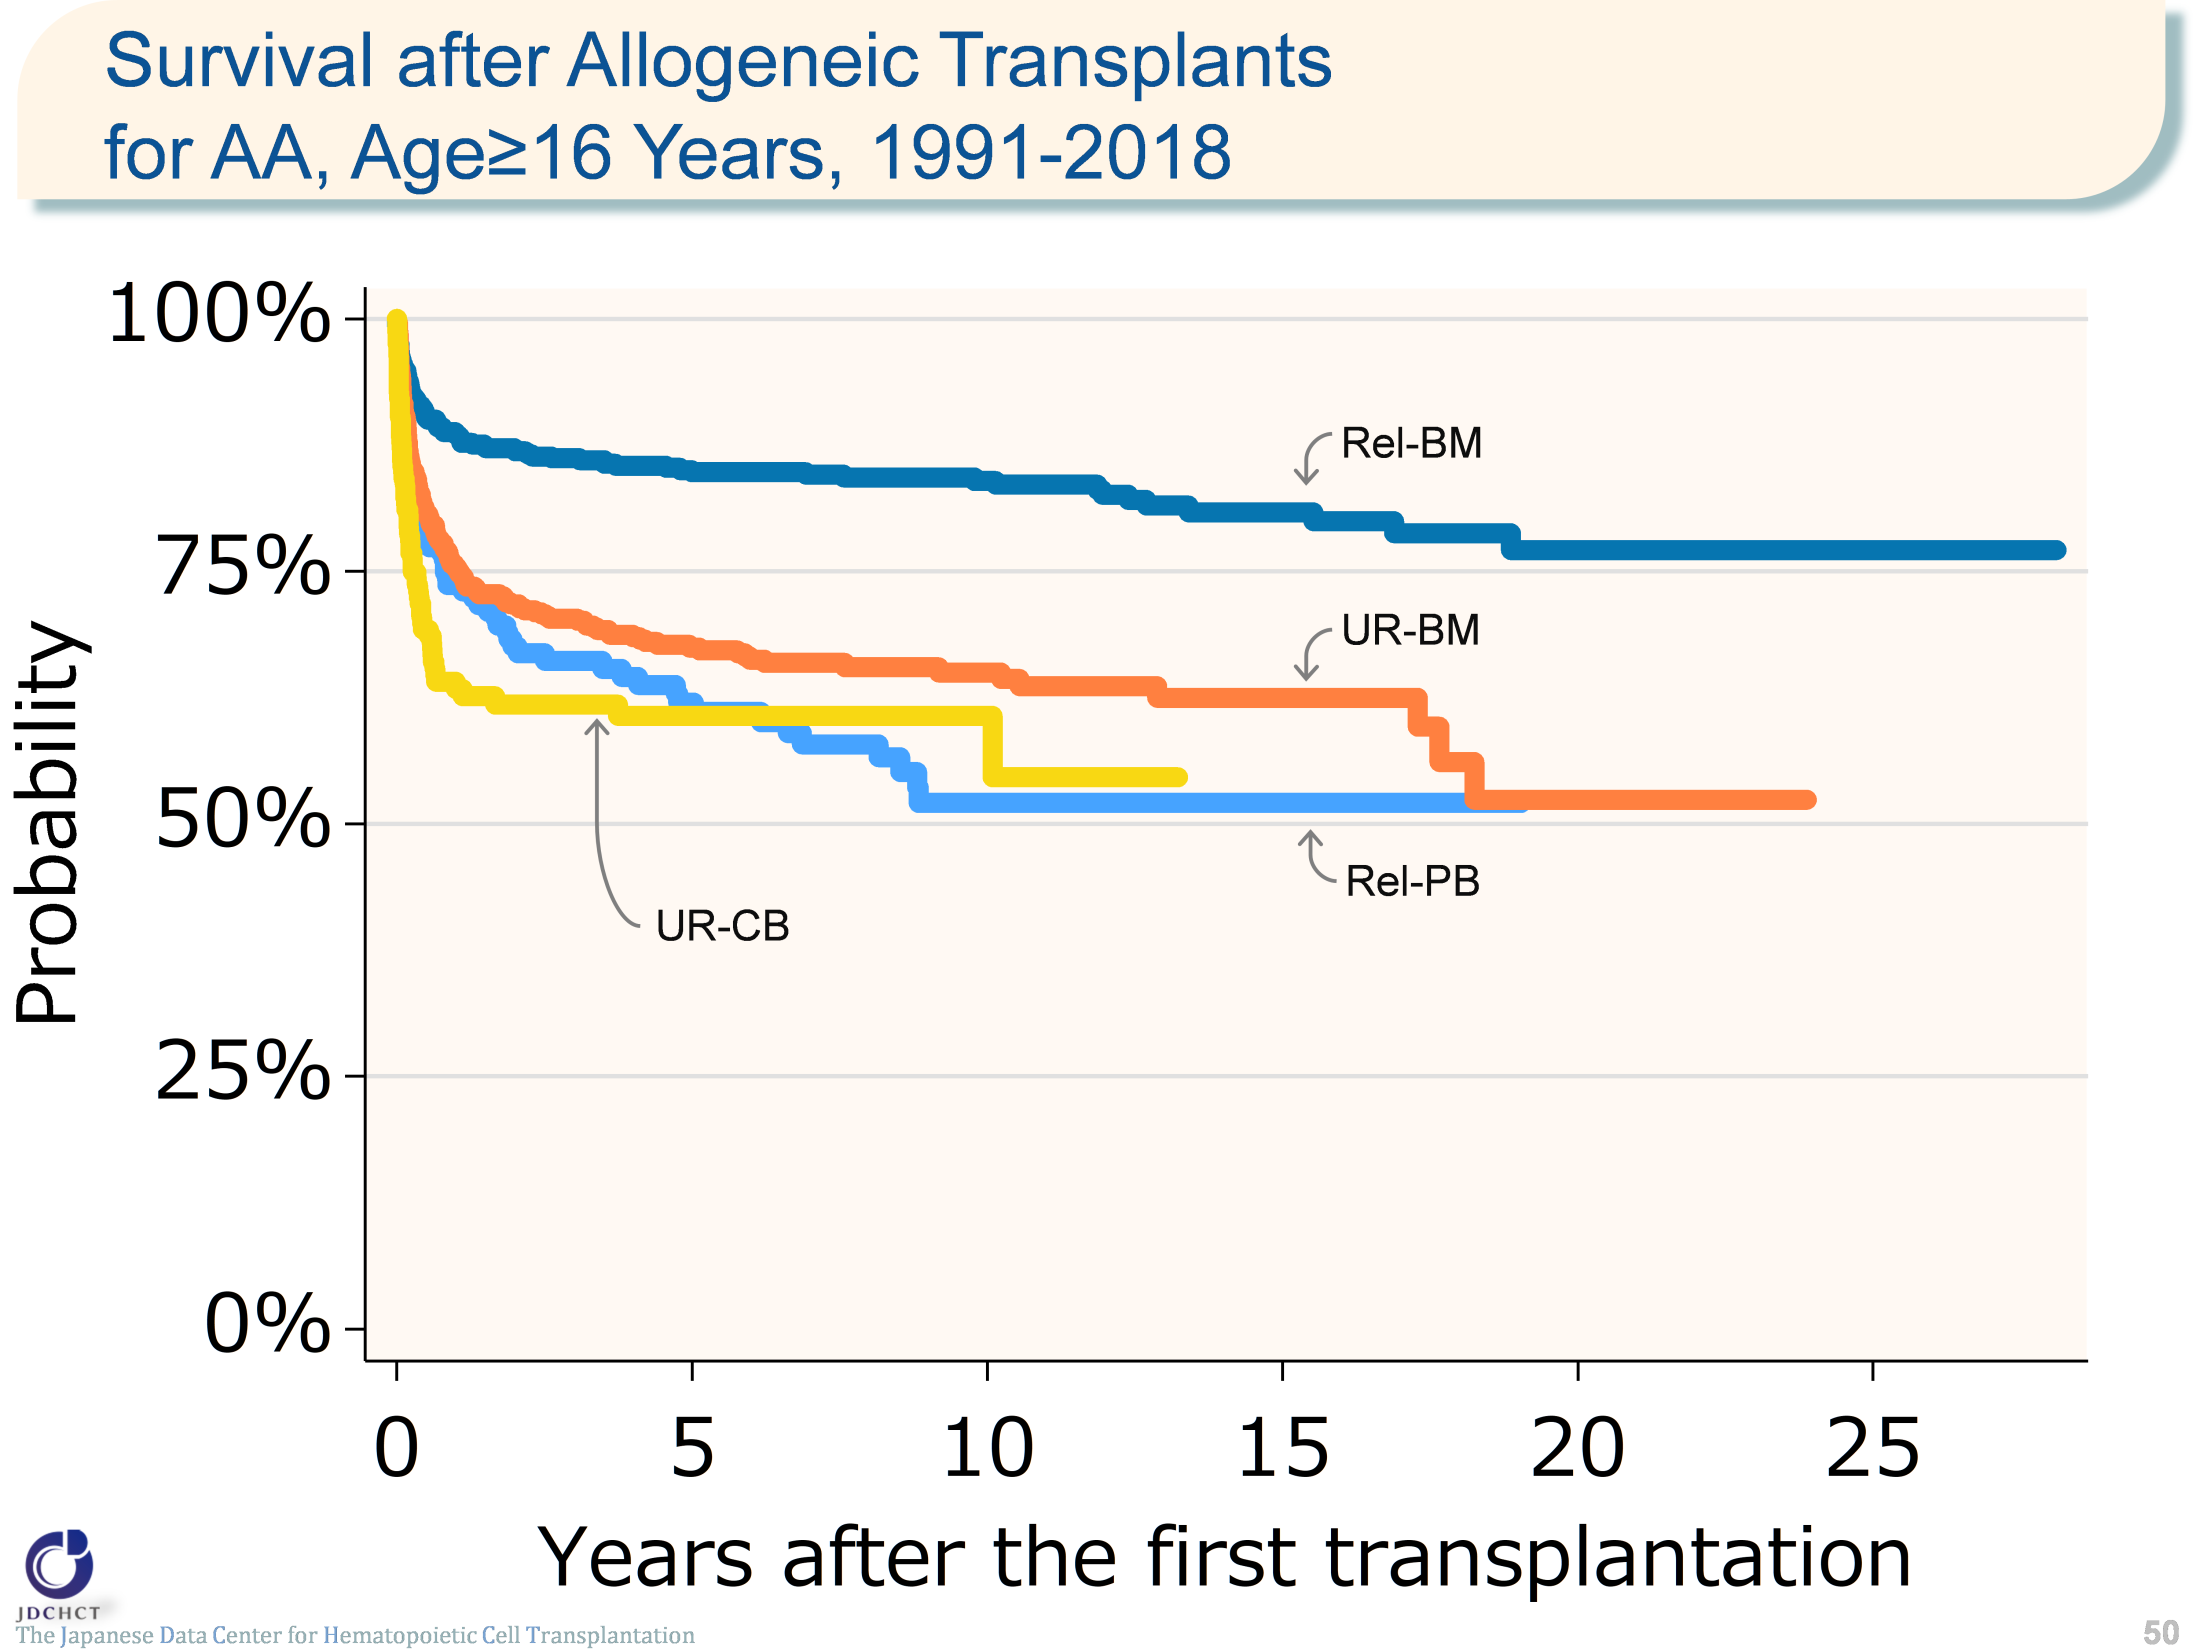 Survival after Allogeneic Transplants
for AA, Age≥16 Years, 1991-2018
100%
75%
50%
25%
0%
Probability
Rel-BM
UR-BM
Rel-PB
UR-CB
0 5 10 15 20 25
Years after the first transplantation
JDCHCT
The Japanese Data Center for Hematopoietic Cell Transplantation
50